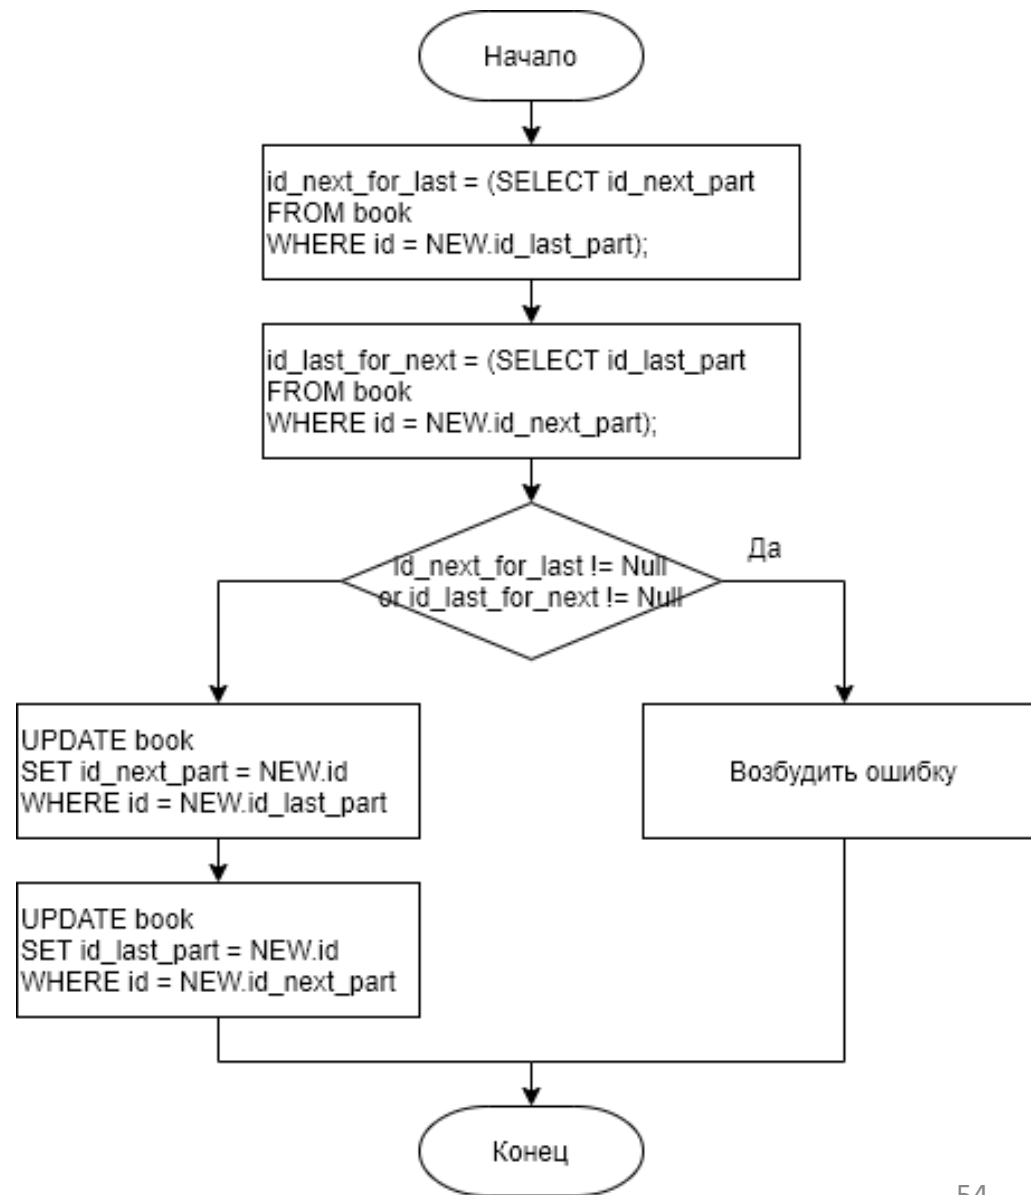 Начало
id_next_for_last = (SELECT id_next_part
FROM book
WHERE id = NEW.id_last_part);
id_last_for_next = (SELECT id_last_part
FROM book
WHERE id = NEW.id_next_part);
id_next_for_last != Null
or id_last_for_next != Null
Да
UPDATE book
SET id_next_part = NEW.id
WHERE id = NEW.id_last_part
Возбудить ошибку
UPDATE book
SET id_last_part = NEW.id
WHERE id = NEW.id_next_part
Конец
54